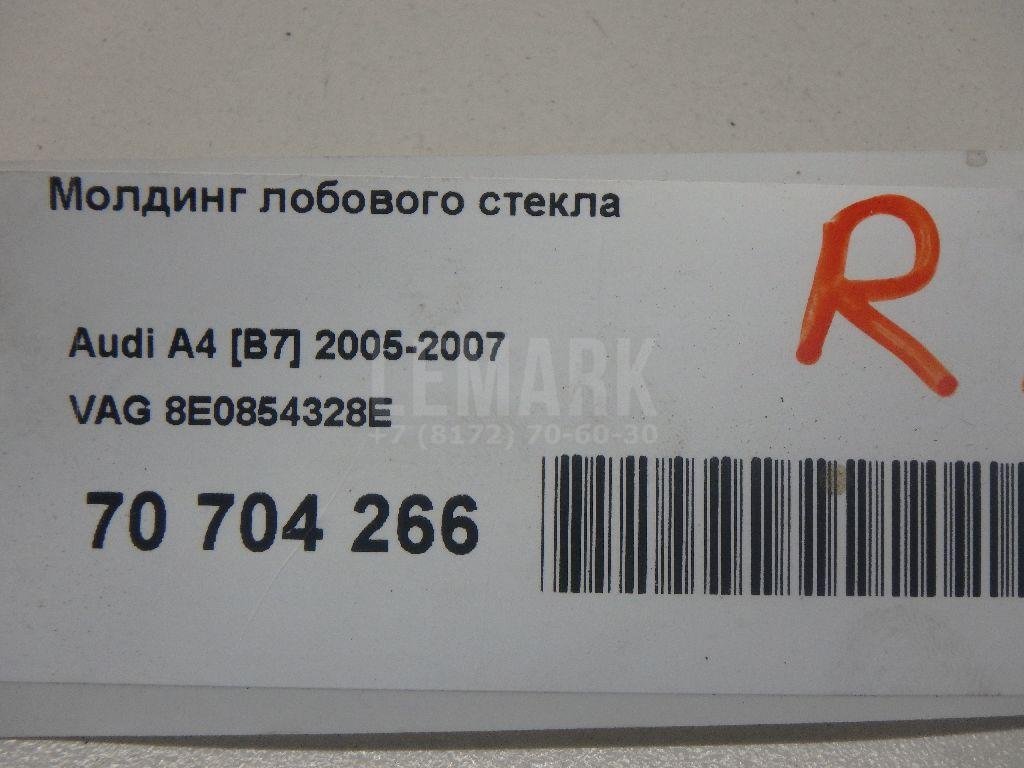 Молдинг лобового стекла
R
Audi A4 [B7] 2005-2007
LEMARK
VAG 8E0854328E
+7 (8172) 70-60-30
70 704 266